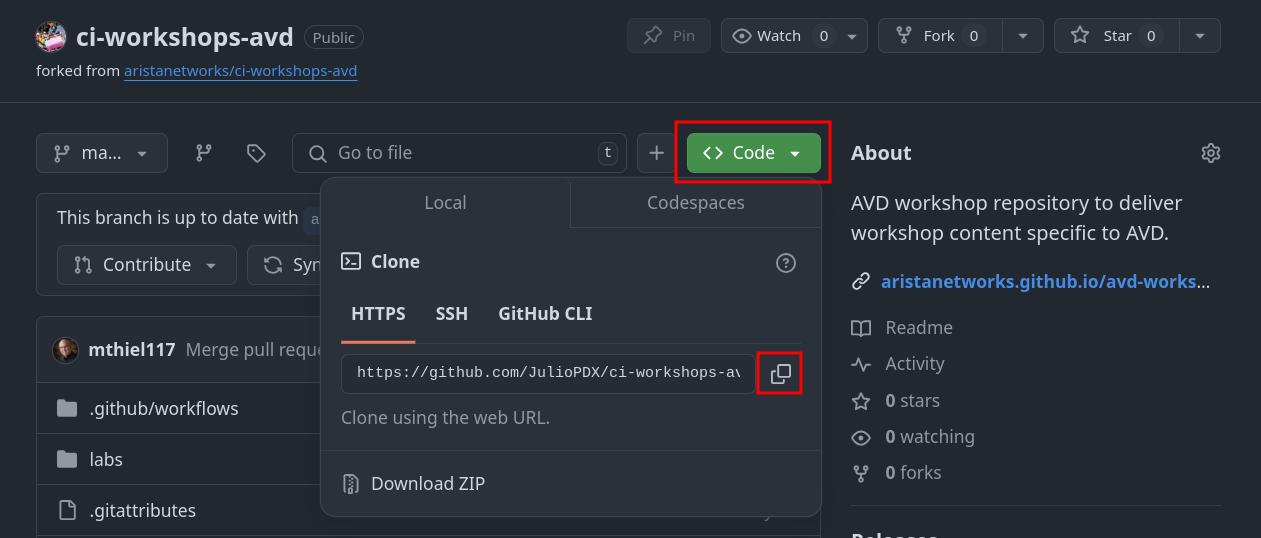 ci-workshops-avd Public Pin Watch 0 Fork 0 Star 0
forked from aristanetworks/ci-workshops-avd
ma... Go to file t Code
Local Codespaces
This branch is up to date with a
Contribute Syn
Clone
HTTPS SSH GitHub CLI
mthiel117 Merge pull reque
https://github.com/JulioPDX/ci-workshops-av
Clone using the web URL.
.github/workflows
labs
Download ZIP
.gitattributes
About
AVD workshop repository to deliver
workshop content specific to AVD.
aristanetworks.github.io/avd-works...
Readme
Activity
0 stars
0 watching
0 forks
Releases